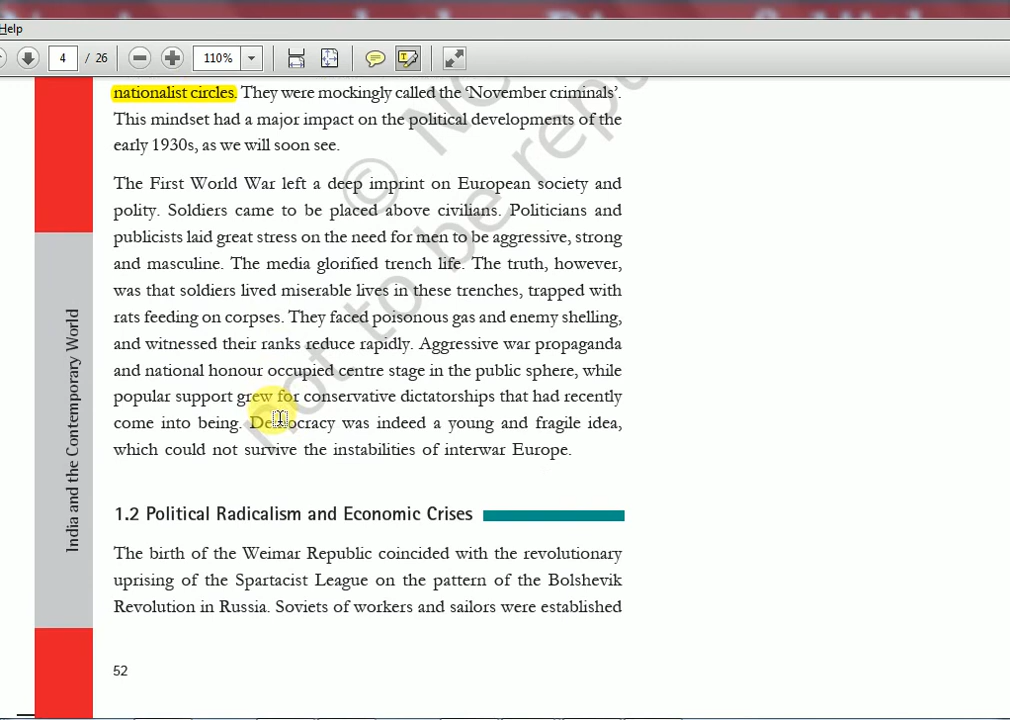 Help
4 / 26
110%
nationalist circles. They were mockingly called the ‘November criminals’.
This mindset had a major impact on the political developments of the
early 1930s, as we will soon see.
The First World War left a deep imprint on European society and
polity. Soldiers came to be placed above civilians. Politicians and
publicists laid great stress on the need for men to be aggressive, strong
and masculine. The media glorified trench life. The truth, however,
was that soldiers lived miserable lives in these trenches, trapped with
rats feeding on corpses. They faced poisonous gas and enemy shelling,
and witnessed their ranks reduce rapidly. Aggressive war propaganda
and national honour occupied centre stage in the public sphere, while
popular support grew for conservative dictatorships that had recently
come into being. Democracy was indeed a young and fragile idea,
which could not survive the instabilities of interwar Europe.
1.2 Political Radicalism and Economic Crises
The birth of the Weimar Republic coincided with the revolutionary
uprising of the Spartacist League on the pattern of the Bolshevik
Revolution in Russia. Soviets of workers and sailors were established
52
India and the Contemporary World
© NC
not to be repu